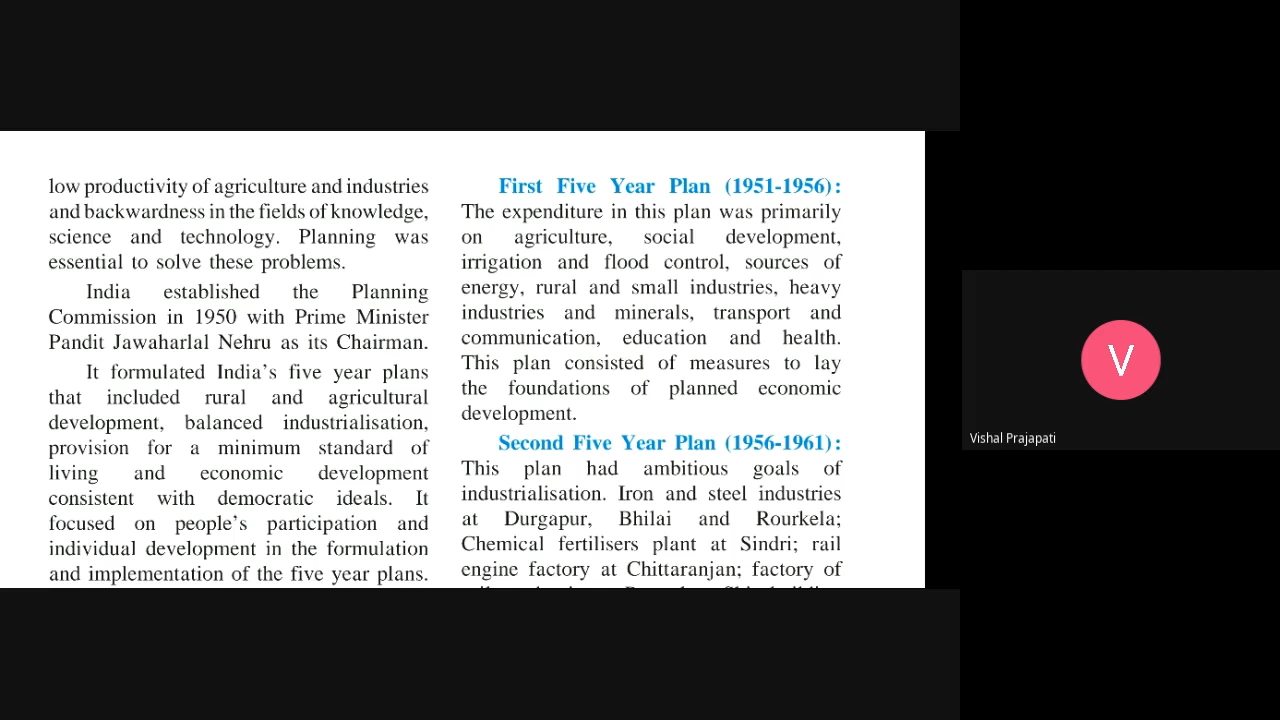 low productivity of agriculture and industries
and backwardness in the fields of knowledge,
science and technology. Planning was
essential to solve these problems.
India established the Planning
Commission in 1950 with Prime Minister
Pandit Jawaharlal Nehru as its Chairman.
It formulated India's five year plans
that included rural and agricultural
development, balanced industrialisation,
provision for a minimum standard of
living and economic development
consistent with democratic ideals. It
focused on people's participation and
individual development in the formulation
and implementation of the five year plans.
First Five Year Plan (1951-1956):
The expenditure in this plan was primarily
on agriculture, social development,
irrigation and flood control, sources of
energy, rural and small industries, heavy
industries and minerals, transport and
communication, education and health.
This plan consisted of measures to lay
the foundations of planned economic
development.
Second Five Year Plan (1956-1961):
This plan had ambitious goals of
industrialisation. Iron and steel industries
at Durgapur, Bhilai and Rourkela;
Chemical fertilisers plant at Sindri; rail
engine factory at Chittaranjan; factory of
V
Vishal Prajapati